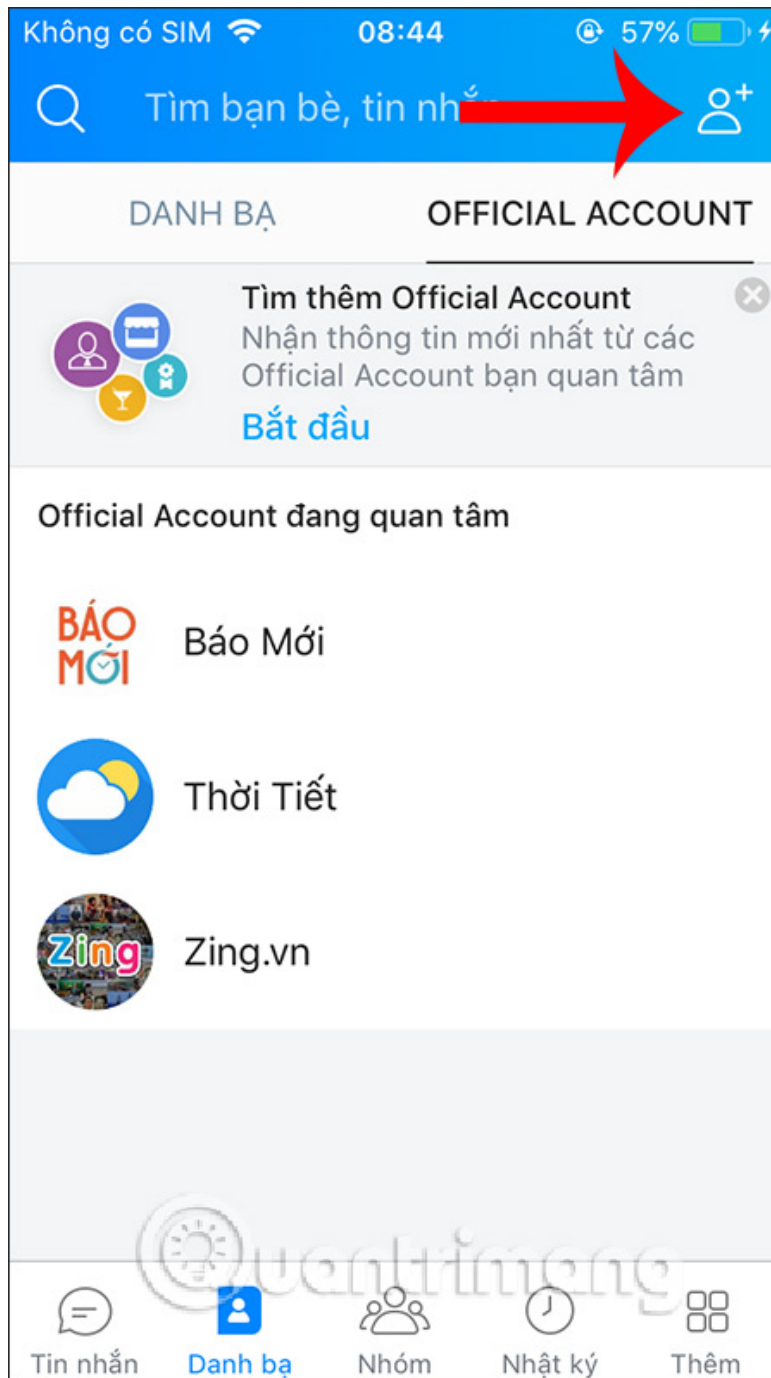 Không có SIM 08:44 57%
Tìm bạn bè, tin nhắn
DANH BẠ OFFICIAL ACCOUNT
Tìm thêm Official Account
Nhận thông tin mới nhất từ các
Official Account bạn quan tâm
Bắt đầu
Official Account đang quan tâm
BÁO
MỚI
Báo Mới
Thời Tiết
Zing
Zing.vn
Quantrimang
Tin nhắn Danh bạ Nhóm Nhật ký Thêm